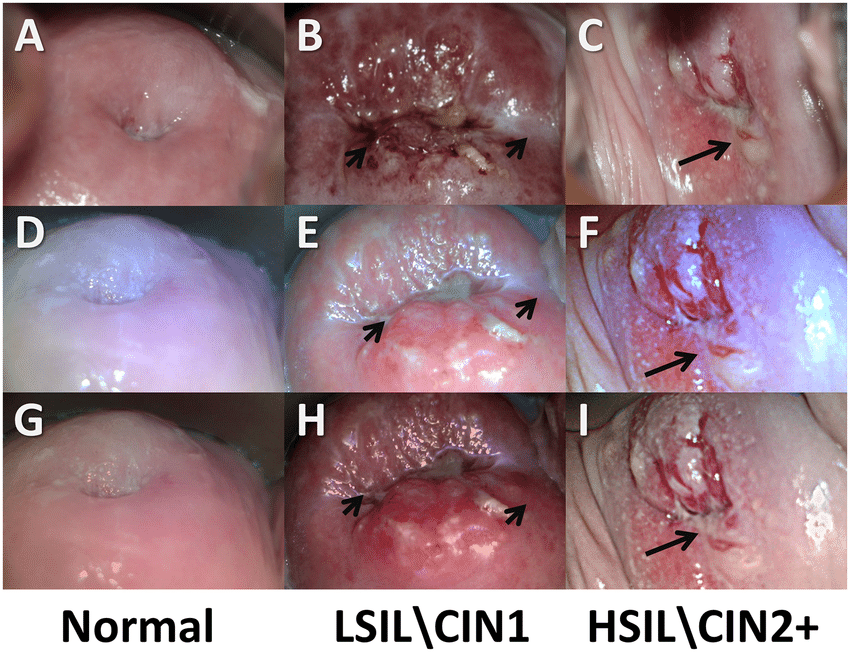 A B C
D E F
G H I
Normal LSIL\CIN1 HSIL\CIN2+